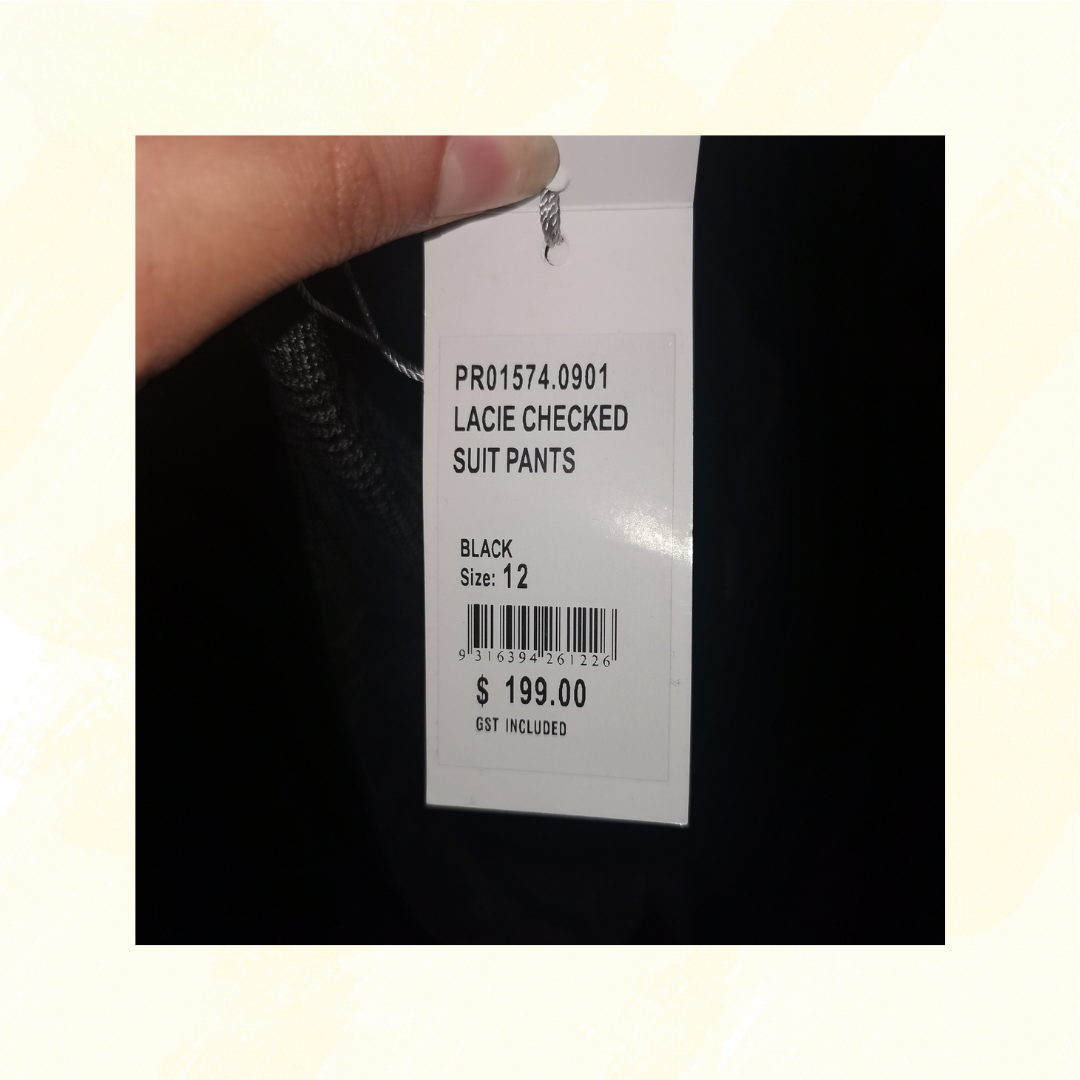 PR01574.0901
LACIE CHECKED
SUIT PANTS
BLACK
Size: 12
9 316394 261226
$ 199.00
GST INCLUDED